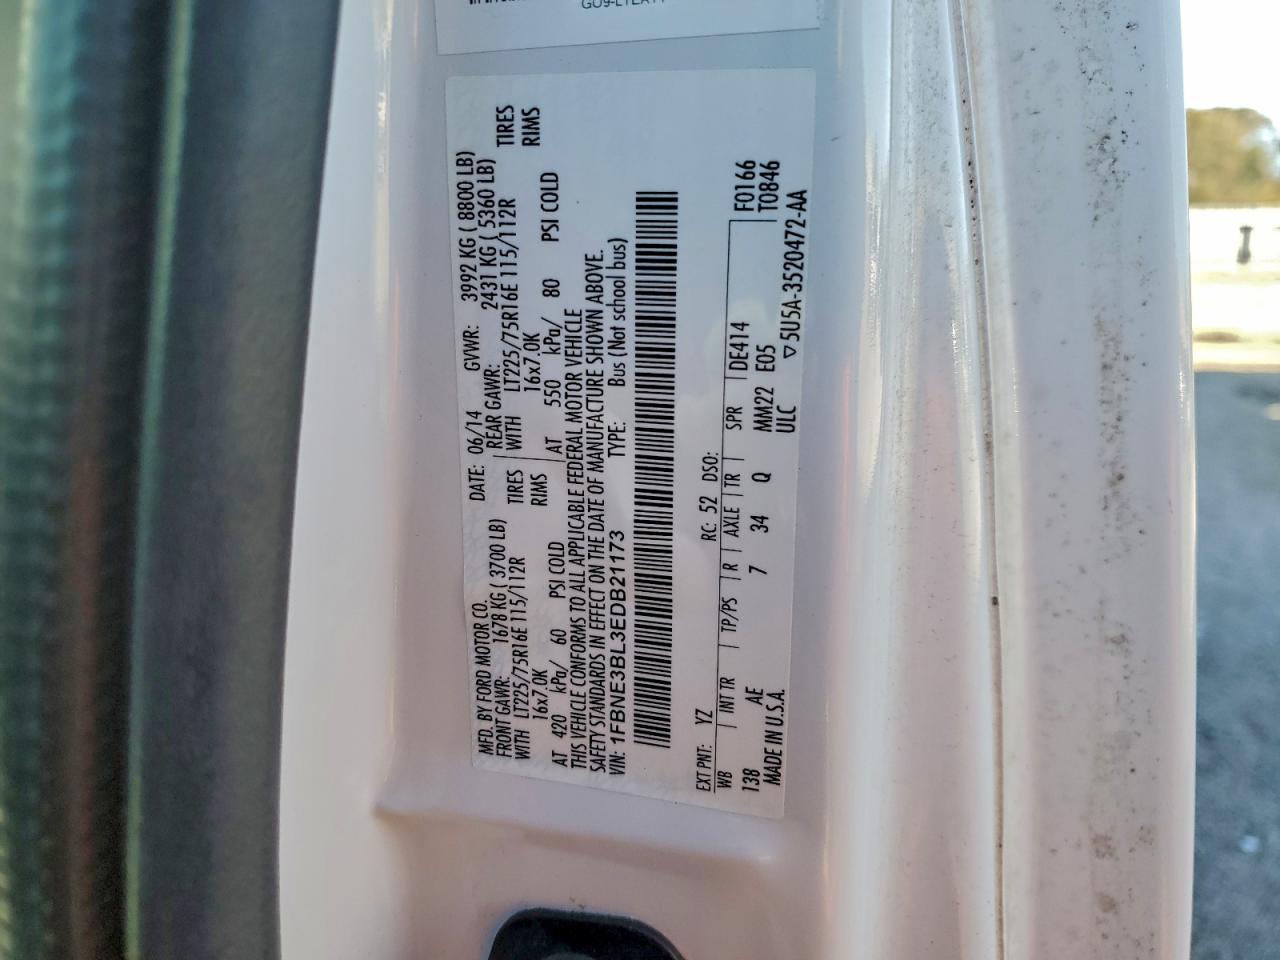 GO9-LTEXT
MFD. BY FORD MOTOR CO. DATE: 06/14 GVWR: 3992 KG ( 8800 LB)
FRONT GAWR: 1678 KG ( 3700 LB) REAR GAWR: 2431 KG ( 5360 LB)
WITH LT225/75R16E 115/112R TIRES WITH LT225/75R16E 115/112R TIRES
16x7.0K RIMS 16x7.0K RIMS
AT 420 kPa/ 60 PSI COLD AT 550 kPa/ 80 PSI COLD
THIS VEHICLE CONFORMS TO ALL APPLICABLE FEDERAL MOTOR VEHICLE
SAFETY STANDARDS IN EFFECT ON THE DATE OF MANUFACTURE SHOWN ABOVE.
VIN: 1FBNE3BL3EDB21173 TYPE: Bus (Not school bus)
EXT PNT: YZ RC: 52 DSO: F0166
WB INT TR TP/PS R AXLE TR SPR DE414 T0846
138 AE 7 34 Q MM22 E05
MADE IN U.S.A. ULC ▽5U5A-3520472-AA